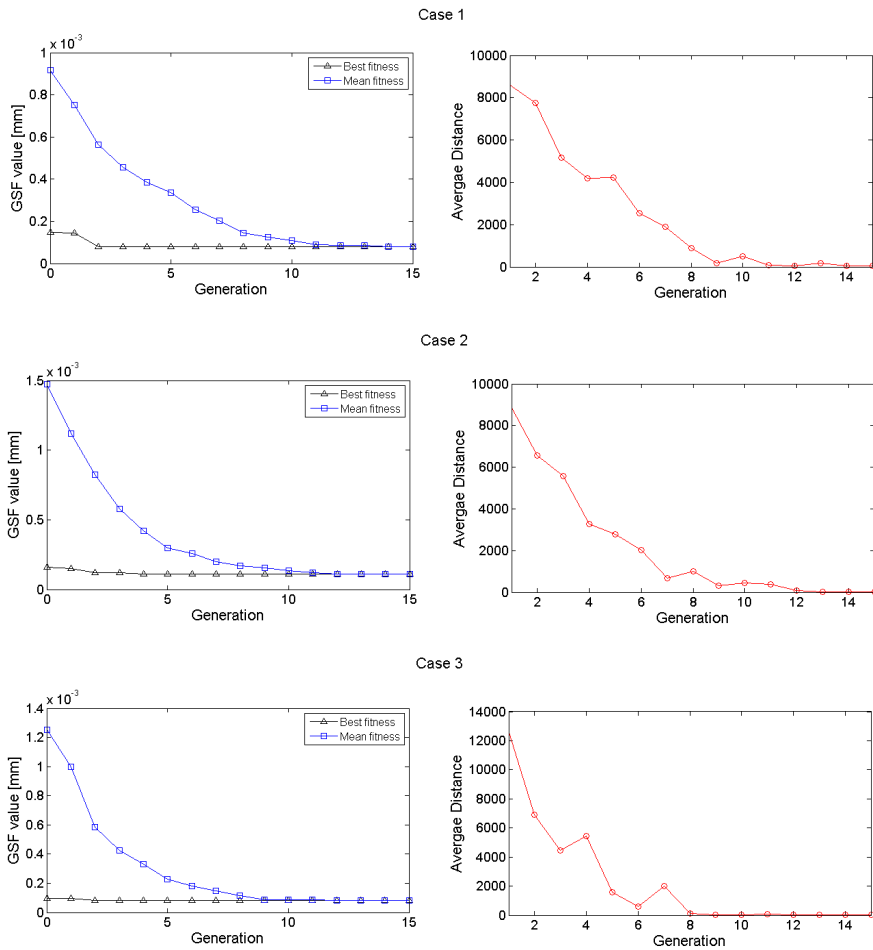 Case 1
x 10^-3
1
0.8
0.6
0.4
0.2
0
GSF value [mm]
Best fitness
Mean fitness
0 5 10 15
Generation
10000
8000
6000
4000
2000
0
Avergae Distance
2 4 6 8 10 12 14
Generation
Case 2
x 10^-3
1.5
1
0.5
0
GSF value [mm]
Best fitness
Mean fitness
0 5 10 15
Generation
10000
8000
6000
4000
2000
0
Avergae Distance
2 4 6 8 10 12 14
Generation
Case 3
x 10^-3
1.4
1.2
1
0.8
0.6
0.4
0.2
0
GSF value [mm]
Best fitness
Mean fitness
0 5 10 15
Generation
14000
12000
10000
8000
6000
4000
2000
0
Avergae Distance
2 4 6 8 10 12 14
Generation